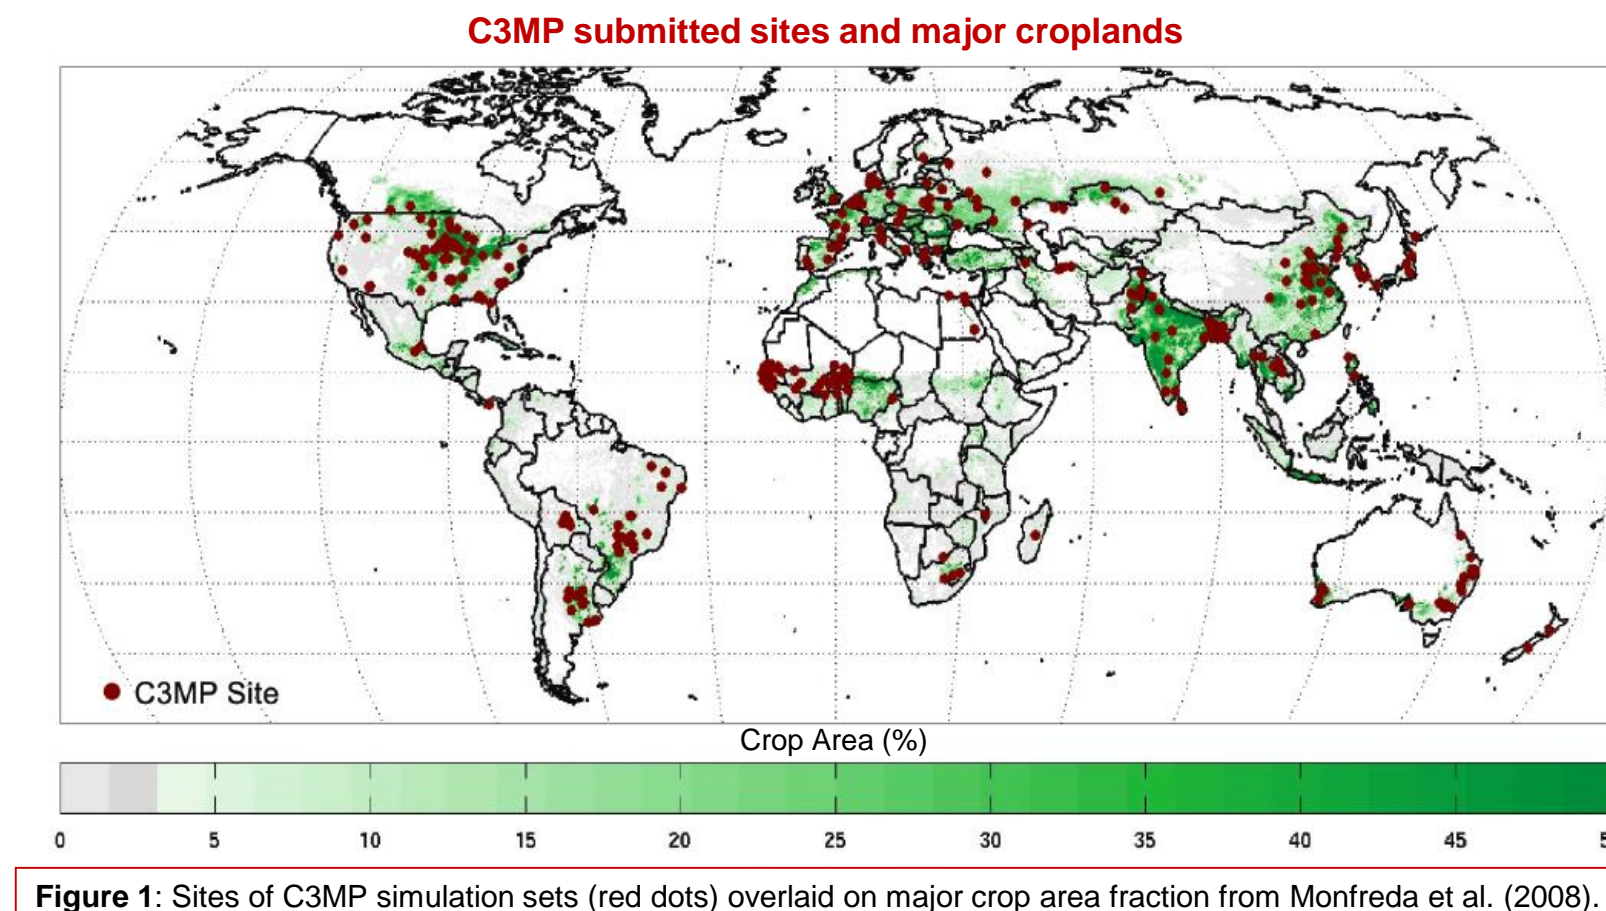 C3MP submitted sites and major croplands
C3MP Site
Crop Area (%)
0 5 10 15 20 25 30 35 40 45 5
Figure 1: Sites of C3MP simulation sets (red dots) overlaid on major crop area fraction from Monfreda et al. (2008).